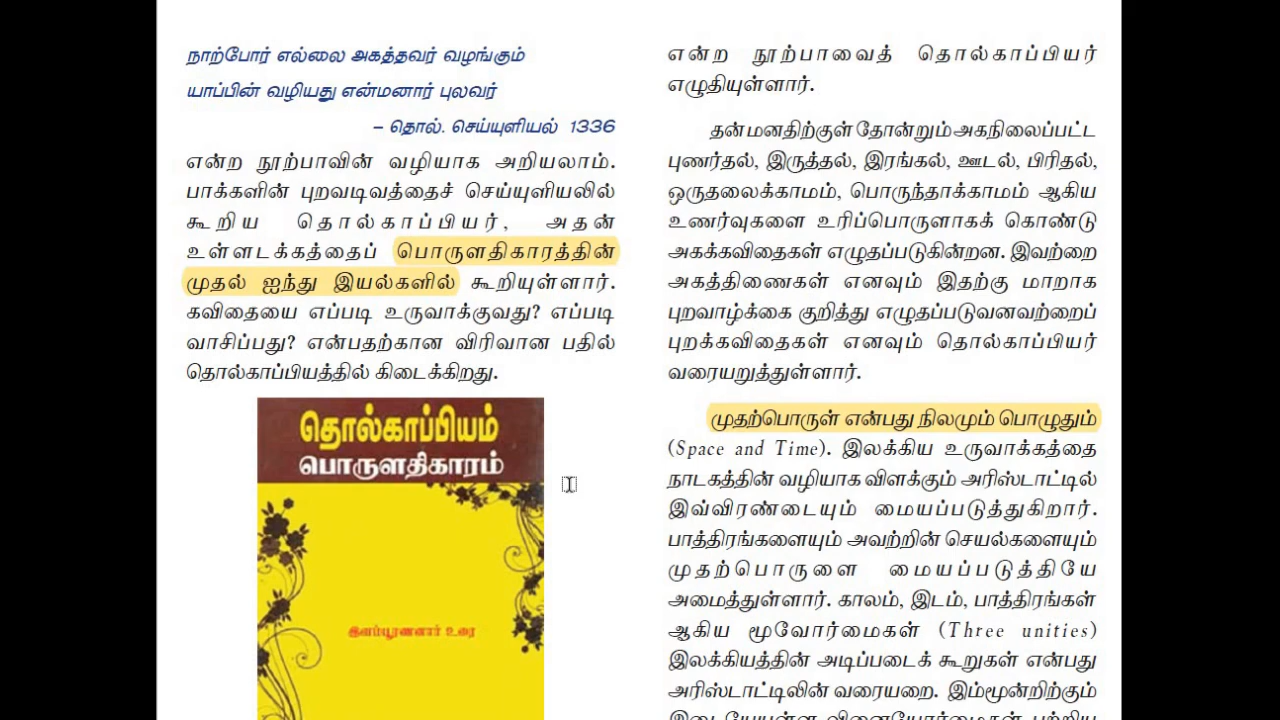 நாற்போர் எல்லை அகத்தவர் வழங்கும்
யாப்பின் வழியது என்மனார் புலவர்
– தொல். செய்யுளியல் 1336
என்ற நூற்பாவின் வழியாக அறியலாம்.
பாக்களின் புறவடிவத்தைச் செய்யுளியலில்
கூறிய தொல்காப்பியர், அதன்
உள்ளடக்கத்தைப் பொருளதிகாரத்தின்
முதல் ஐந்து இயல்களில் கூறியுள்ளார்.
கவிதையை எப்படி உருவாக்குவது? எப்படி
வாசிப்பது? என்பதற்கான விரிவான பதில்
தொல்காப்பியத்தில் கிடைக்கிறது.
தொல்காப்பியம்
பொருளதிகாரம்
இளம்பூரணனார் உரை
என்ற நூற்பாவைத் தொல்காப்பியர்
எழுதியுள்ளார்.
தன்மனதிற்குள் தோன்றும் அகநிலைப்பட்ட
புணர்தல், இருத்தல், இரங்கல், ஊடல், பிரிதல்,
ஒருதலைக்காமம், பொருந்தாக்காமம் ஆகிய
உணர்வுகளை உரிப்பொருளாகக் கொண்டு
அகக்கவிதைகள் எழுதப்படுகின்றன. இவற்றை
அகத்திணைகள் எனவும் இதற்கு மாறாக
புறவாழ்க்கை குறித்து எழுதப்படுவனவற்றைப்
புறக்கவிதைகள் எனவும் தொல்காப்பியர்
வரையறுத்துள்ளார்.
முதற்பொருள் என்பது நிலமும் பொழுதும்
(Space and Time). இலக்கிய உருவாக்கத்தை
நாடகத்தின் வழியாக விளக்கும் அரிஸ்டாட்டில்
இவ்விரண்டையும் மையப்படுத்துகிறார்.
பாத்திரங்களையும் அவற்றின் செயல்களையும்
முதற்பொருளை மையப்படுத்தியே
அமைத்துள்ளார். காலம், இடம், பாத்திரங்கள்
ஆகிய மூவோர்மைகள் (Three unities)
இலக்கியத்தின் அடிப்படைக் கூறுகள் என்பது
அரிஸ்டாட்டிலின் வரையறை. இம்மூன்றிற்கும்
இடையேயுள்ள வினையோர்மைகள் பற்றிய